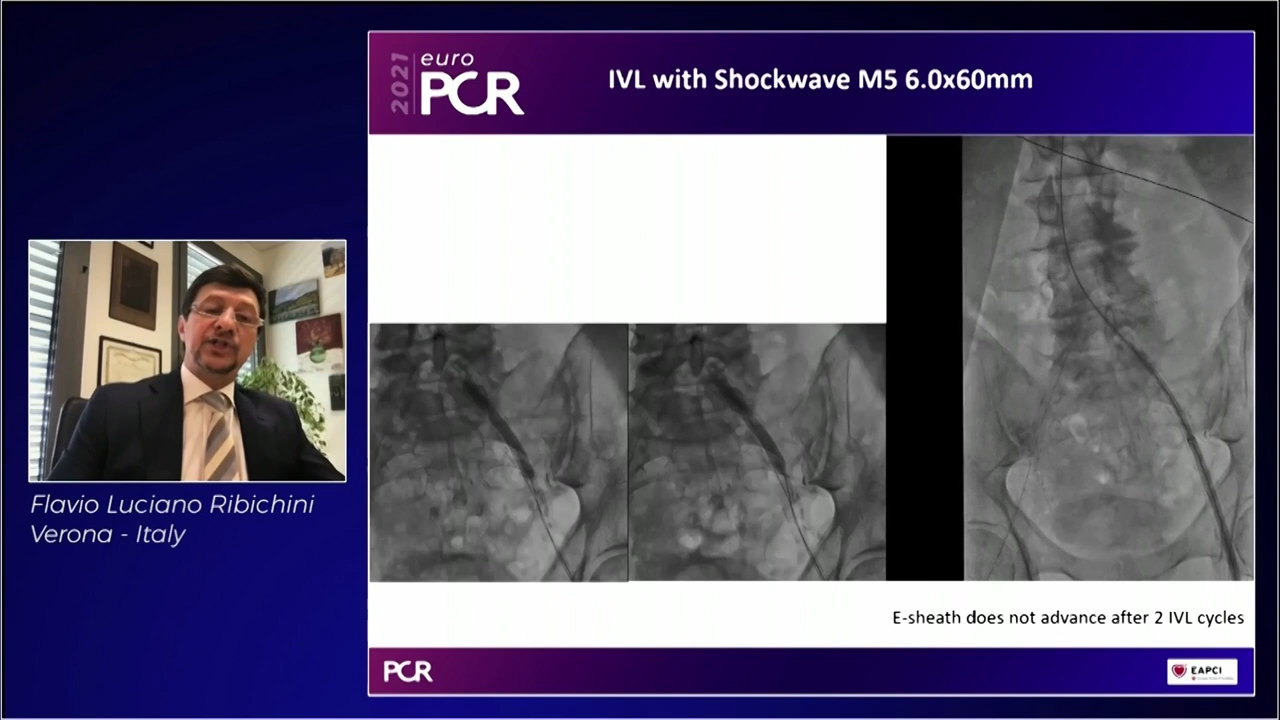 2021
euro
PCR
IVL with Shockwave M5 6.0x60mm
Flavio Luciano Ribichini
Verona - Italy
E-sheath does not advance after 2 IVL cycles
PCR
EAPCI